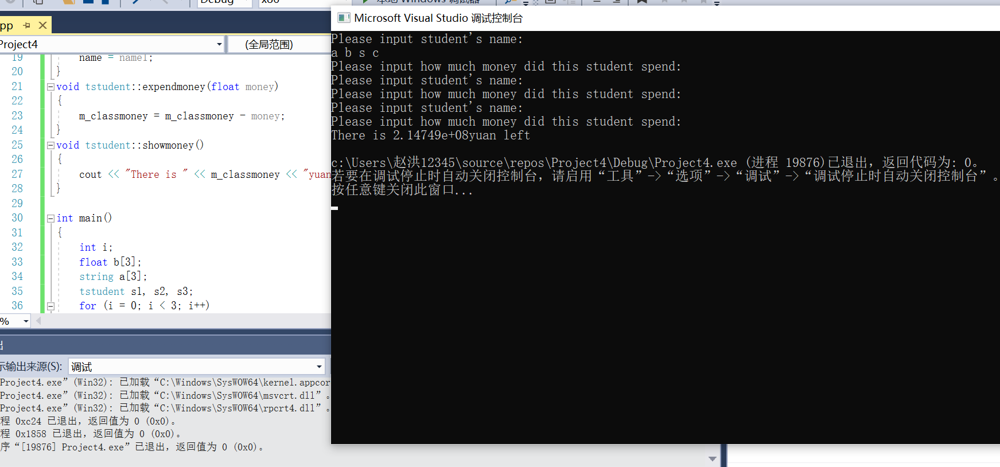 Debug
x86
本地 Windows 调试器
pp
Project4
(全局范围)
19 name = name1;
20 }
21 void tstudent::expendmoney(float money)
22 {
23 m_classmoney = m_classmoney - money;
24 }
25 void tstudent::showmoney()
26 {
27 cout << "There is " << m_classmoney << "yuan
28 }
29
30 int main()
31 {
32 int i;
33 float b[3];
34 string a[3];
35 tstudent s1, s2, s3;
36 for (i = 0; i < 3; i++)
%
出
示输出来源(S): 调试
Project4.exe” (Win32): 已加载 “C:\Windows\SysWOW64\kernel.appcor
Project4.exe” (Win32): 已加载 “C:\Windows\SysWOW64\msvcrt.dll”。
Project4.exe” (Win32): 已加载 “C:\Windows\SysWOW64\rpcrt4.dll”。
程 0xc24 已退出，返回值为 0 (0x0)。
程 0x1858 已退出，返回值为 0 (0x0)。
序 “[19876] Project4.exe” 已退出，返回值为 0 (0x0)。
Microsoft Visual Studio 调试控制台
Please input student's name:
a b s c
Please input how much money did this student spend:
Please input student's name:
Please input how much money did this student spend:
Please input student's name:
Please input how much money did this student spend:
There is 2.14749e+08yuan left
c:\Users\赵洪12345\source\repos\Project4\Debug\Project4.exe (进程 19876)已退出，返回代码为: 0。
若要在调试停止时自动关闭控制台，请启用“工具”->“选项”->“调试”->“调试停止时自动关闭控制台”。
按任意键关闭此窗口...